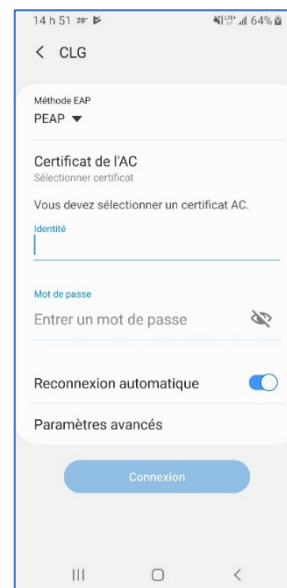 14 h 51 28° 64%
CLG
Méthode EAP
PEAP
Certificat de l'AC
Sélectionner certificat
Vous devez sélectionner un certificat AC.
Identité
Mot de passe
Entrer un mot de passe
Reconnexion automatique
Paramètres avancés
Connexion